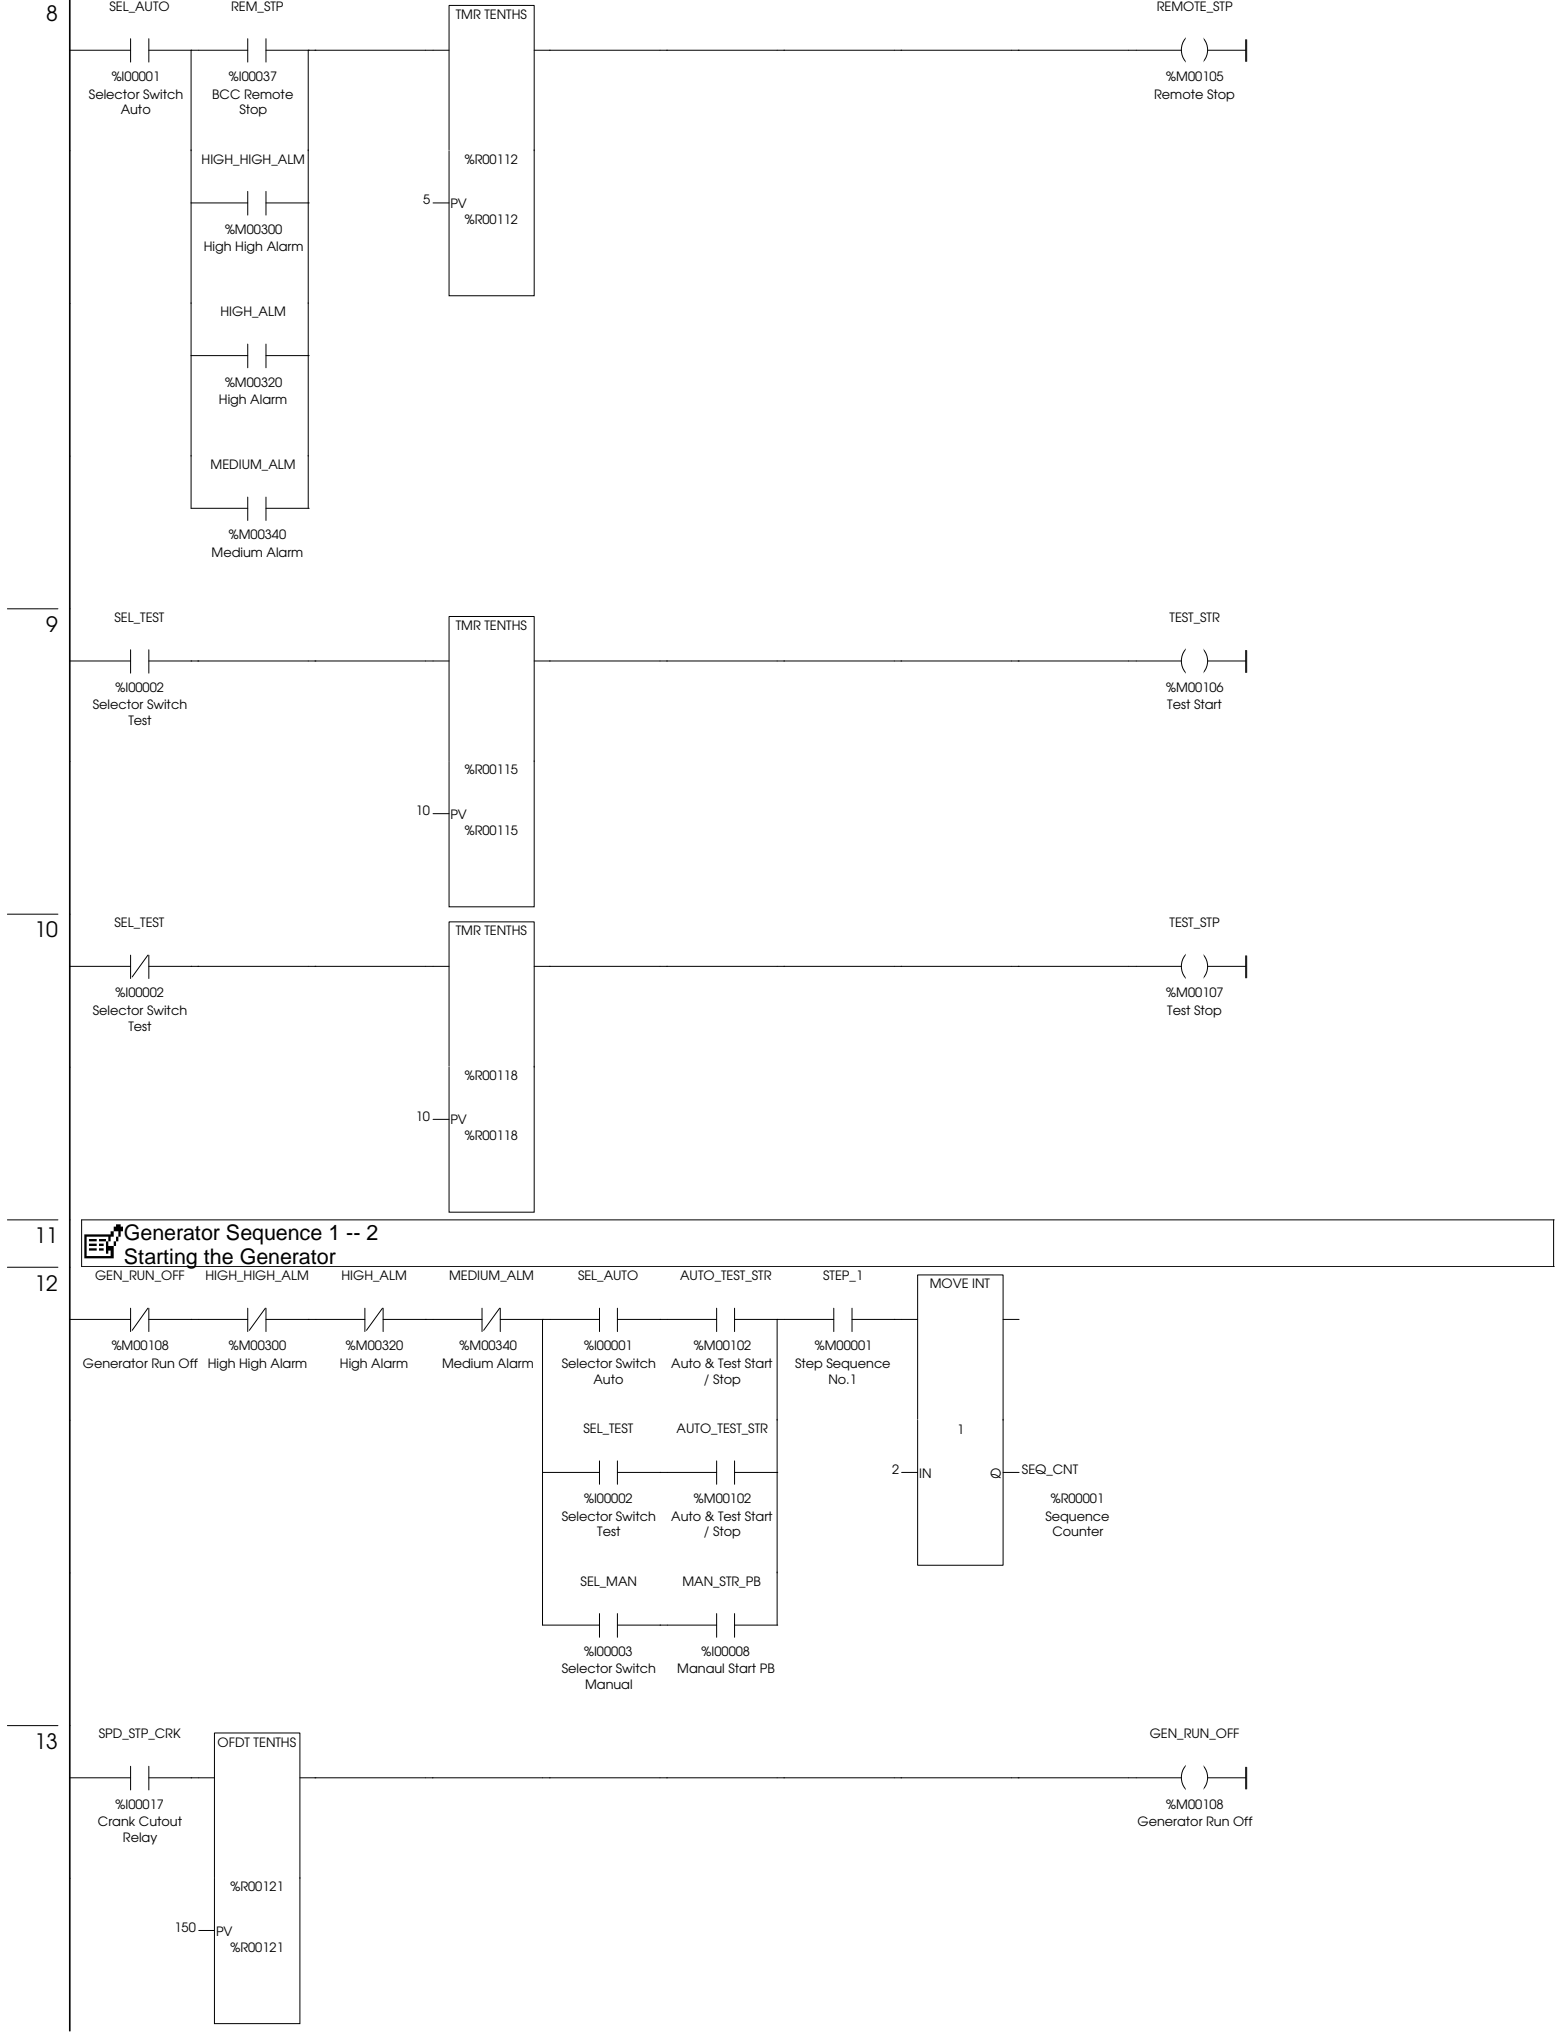 8
SEL_AUTO REM_STP TMR TENTHS REMOTE_STP
%I00001 %I00037 %M00105
Selector Switch BCC Remote Remote Stop
Auto Stop
HIGH_HIGH_ALM %R00112
5 PV
%R00112
%M00300
High High Alarm
HIGH_ALM
%M00320
High Alarm
MEDIUM_ALM
%M00340
Medium Alarm
9
SEL_TEST TMR TENTHS TEST_STR
%I00002 %M00106
Selector Switch Test Start
Test
%R00115
10 PV
%R00115
10
SEL_TEST TMR TENTHS TEST_STP
%I00002 %M00107
Selector Switch Test Stop
Test
%R00118
10 PV
%R00118
11
Generator Sequence 1 -- 2
Starting the Generator
12
GEN_RUN_OFF HIGH_HIGH_ALM HIGH_ALM MEDIUM_ALM SEL_AUTO AUTO_TEST_STR STEP_1 MOVE INT
%M00108 %M00300 %M00320 %M00340 %I00001 %M00102 %M00001
Generator Run Off High High Alarm High Alarm Medium Alarm Selector Switch Auto & Test Start Step Sequence
Auto / Stop No.1
SEL_TEST AUTO_TEST_STR 1
2 IN Q SEQ_CNT
%I00002 %M00102 %R00001
Selector Switch Auto & Test Start Sequence
Test / Stop Counter
SEL_MAN MAN_STR_PB
%I00003 %I00008
Selector Switch Manaul Start PB
Manual
13
SPD_STP_CRK OFDT TENTHS GEN_RUN_OFF
%I00017 %M00108
Crank Cutout Generator Run Off
Relay
%R00121
150 PV
%R00121